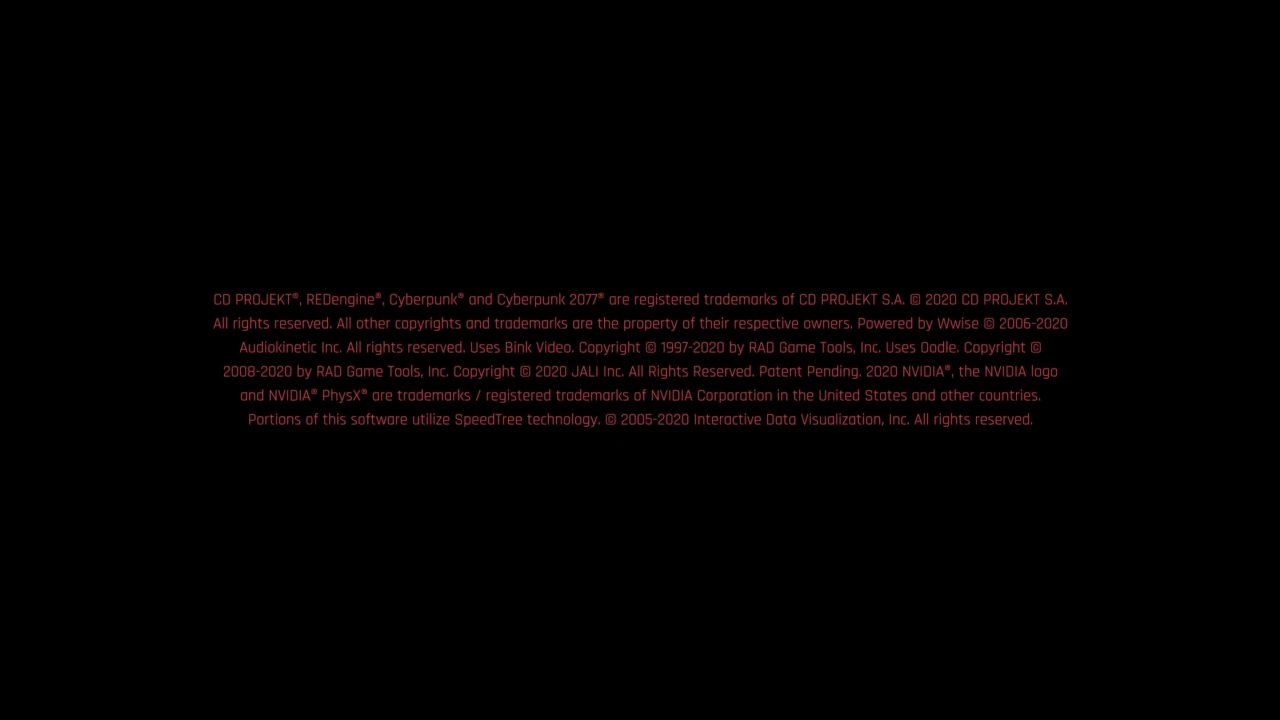 CD PROJEKT®, REDengine®, Cyberpunk® and Cyberpunk 2077® are registered trademarks of CD PROJEKT S.A. © 2020 CD PROJEKT S.A.
All rights reserved. All other copyrights and trademarks are the property of their respective owners. Powered by Wwise © 2006-2020
Audiokinetic Inc. All rights reserved. Uses Bink Video. Copyright © 1997-2020 by RAD Game Tools, Inc. Uses Oodle. Copyright ©
2008-2020 by RAD Game Tools, Inc. Copyright © 2020 JALI Inc. All Rights Reserved. Patent Pending. 2020 NVIDIA®, the NVIDIA logo
and NVIDIA® PhysX® are trademarks / registered trademarks of NVIDIA Corporation in the United States and other countries.
Portions of this software utilize SpeedTree technology. © 2005-2020 Interactive Data Visualization, Inc. All rights reserved.